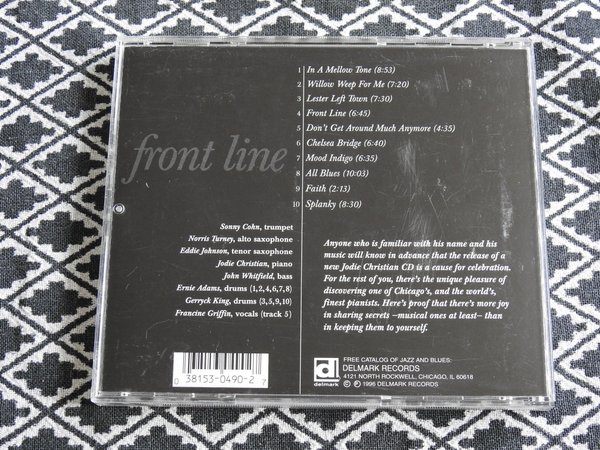 front line
1 In A Mellow Tone (8:53)
2 Willow Weep For Me (7:20)
3 Lester Left Town (7:30)
4 Front Line (6:45)
5 Don't Get Around Much Anymore (4:35)
6 Chelsea Bridge (6:40)
7 Mood Indigo (6:35)
8 All Blues (10:03)
9 Faith (2:13)
10 Splanky (8:30)
Sonny Cohn, trumpet
Norris Turney, alto saxophone
Eddie Johnson, tenor saxophone
Jodie Christian, piano
John Whitfield, bass
Ernie Adams, drums (1,2,4,6,7,8)
Gerryck King, drums (3,5,9,10)
Francine Griffin, vocals (track 5)
Anyone who is familiar with his name and his
music will know in advance that the release of a
new Jodie Christian CD is a cause for celebration.
For the rest of you, there's the unique pleasure of
discovering one of Chicago's, and the world's,
finest pianists. Here's proof that there's more joy
in sharing secrets —musical ones at least— than
in keeping them to yourself.
0 38153-0490-2 7
d
delmark
FREE CATALOG OF JAZZ AND BLUES:
DELMARK RECORDS
4121 NORTH ROCKWELL, CHICAGO, IL 60618
© ℗ 1996 DELMARK RECORDS